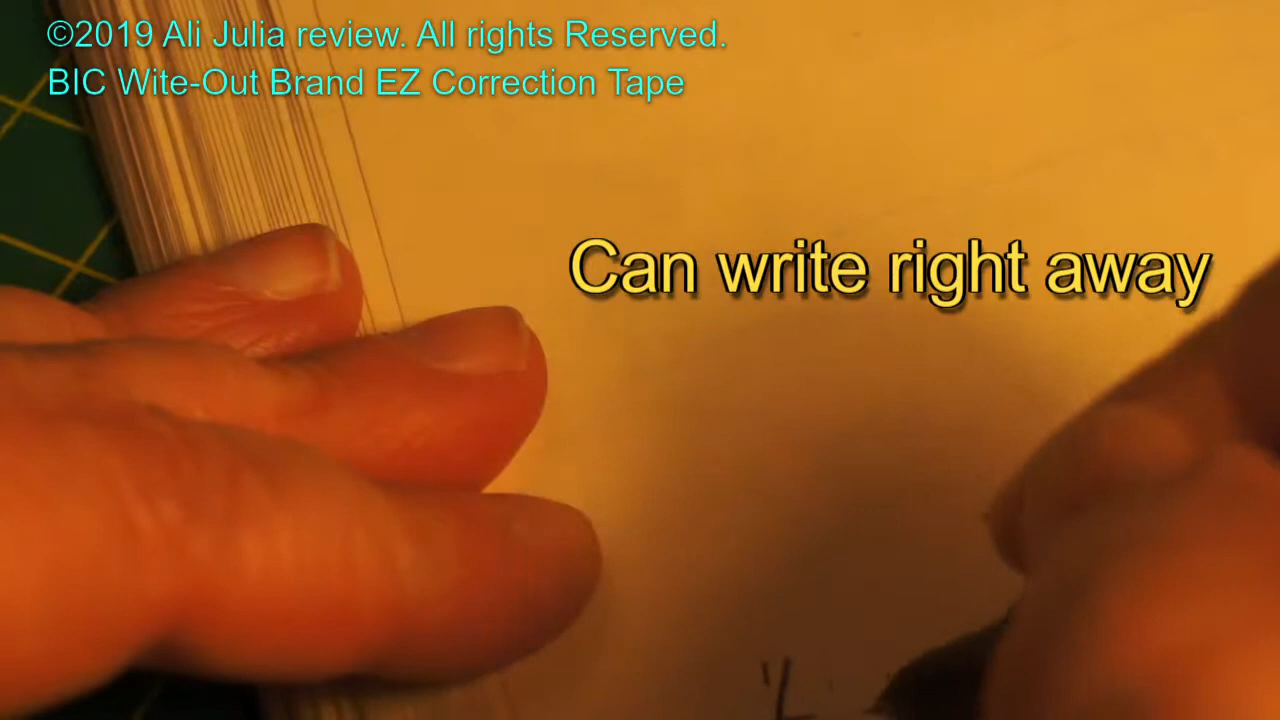 ©2019 Ali Julia review. All rights Reserved.
BIC Wite-Out Brand EZ Correction Tape
Can write right away